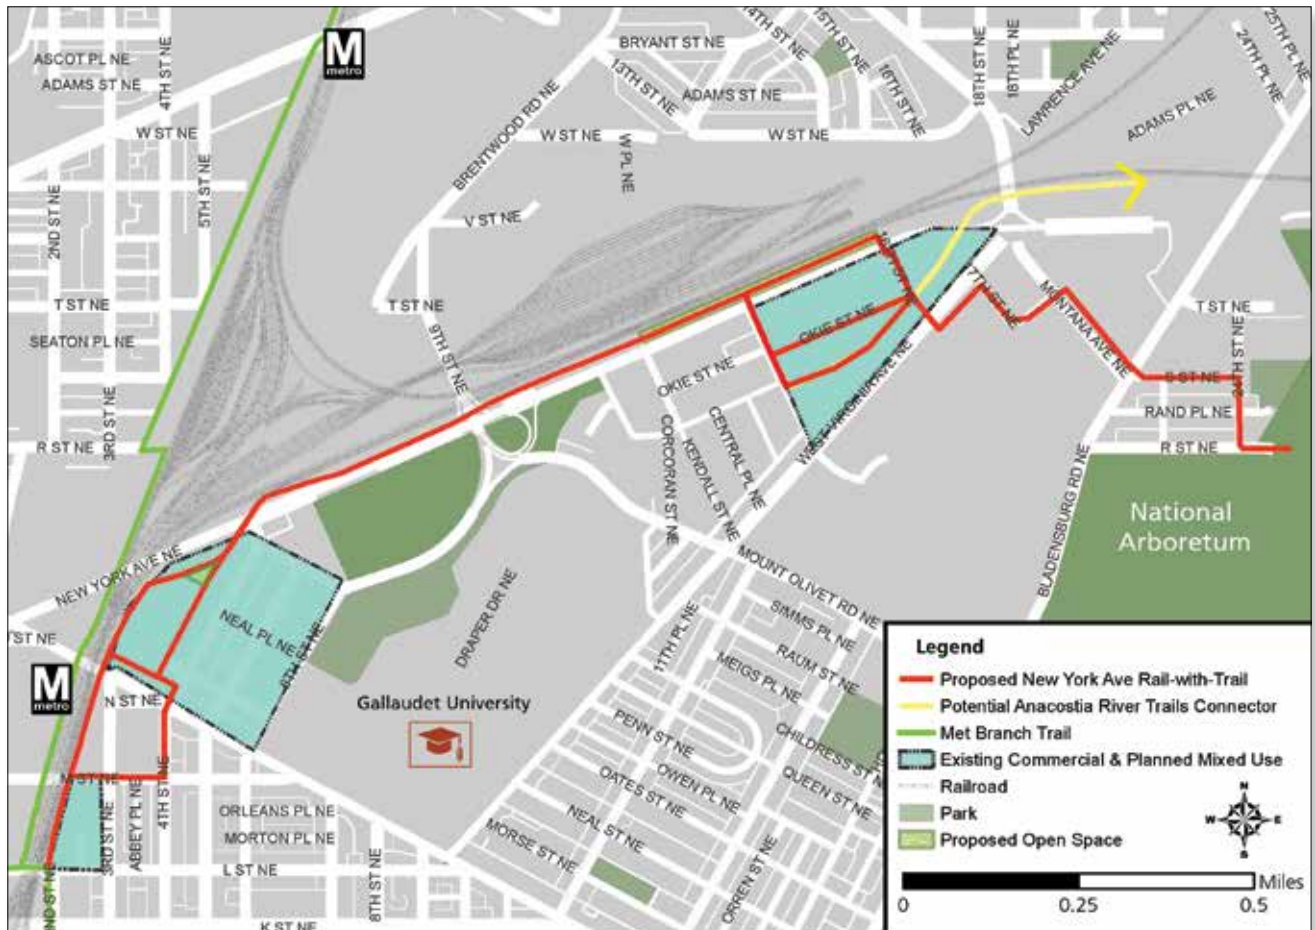 M
metro
ASCOT PL NE
ADAMS ST NE
4TH ST NE
W ST NE
5TH ST NE
2ND ST NE
T ST NE
SEATON PL NE
3RD ST NE
R ST NE
BRYANT ST NE
14TH ST NE
15TH ST NE
13TH ST NE
ADAMS ST NE
16TH ST NE
W ST NE
W PL NE
W ST NE
BRENTWOOD RD NE
V ST NE
T ST NE
9TH ST NE
18TH ST NE
18TH PL NE
LAWRENCE AVE NE
ADAMS PL NE
24TH PL NE
25TH PL NE
OKIE ST NE
17TH ST NE
MONTANA AVE NE
T ST NE
24TH ST NE
S ST NE
RAND PL NE
R ST NE
OKIE ST NE
CORCORAN ST NE
KENDALL ST NE
CENTRAL PL NE
WEST VIRGINIA AVE NE
BLADENSBURG RD NE
National
Arboretum
NEW YORK AVE NE
NEAL PL NE
6TH ST NE
DRAPER DR NE
MOUNT OLIVET RD NE
11TH PL NE
SIMMS PL NE
RAUM ST NE
MEIGS PL NE
CHILDRESS ST NE
PENN ST NE
OWEN PL NE
QUEEN ST NE
OATES ST NE
NEAL ST NE
MORSE ST NE
ORREN ST NE
Gallaudet University
M
metro
N ST NE
M ST NE
3RD ST NE
ABBEY PL NE
4TH ST NE
ORLEANS PL NE
MORTON PL NE
L ST NE
8TH ST NE
K ST NE
Legend
Proposed New York Ave Rail-with-Trail
Potential Anacostia River Trails Connector
Met Branch Trail
Existing Commercial & Planned Mixed Use
Railroad
Park
Proposed Open Space
N
W E
S
Miles
0 0.25 0.5